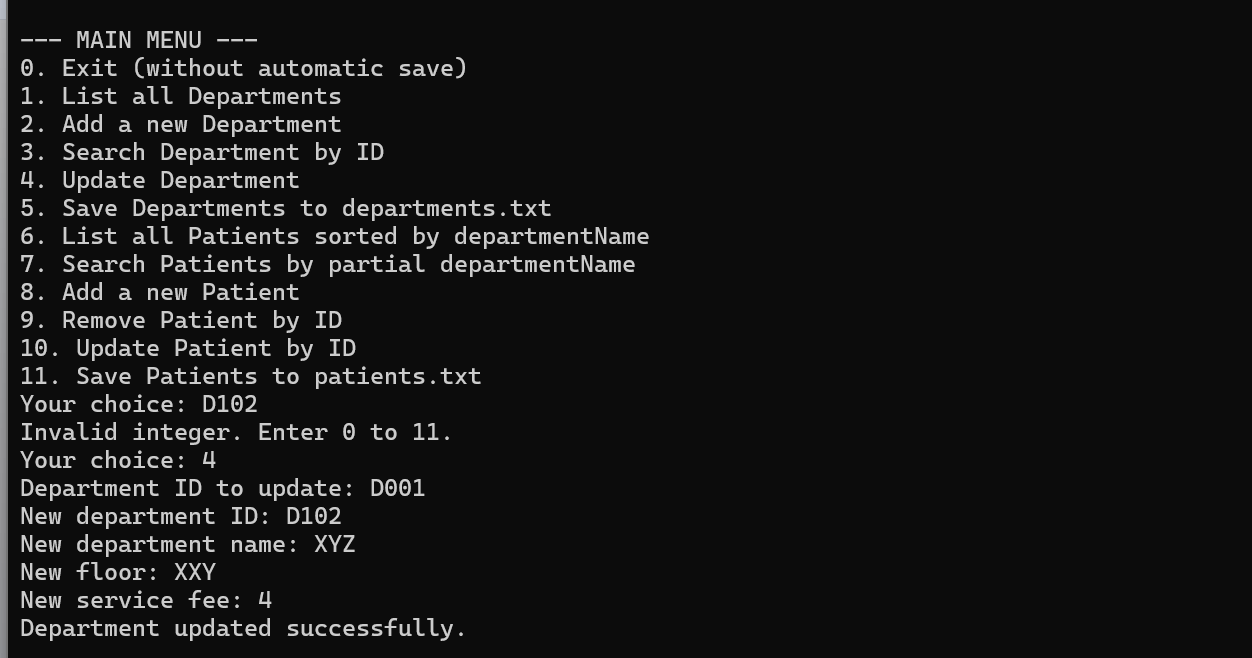 --- MAIN MENU ---
0. Exit (without automatic save)
1. List all Departments
2. Add a new Department
3. Search Department by ID
4. Update Department
5. Save Departments to departments.txt
6. List all Patients sorted by departmentName
7. Search Patients by partial departmentName
8. Add a new Patient
9. Remove Patient by ID
10. Update Patient by ID
11. Save Patients to patients.txt
Your choice: D102
Invalid integer. Enter 0 to 11.
Your choice: 4
Department ID to update: D001
New department ID: D102
New department name: XYZ
New floor: XXY
New service fee: 4
Department updated successfully.